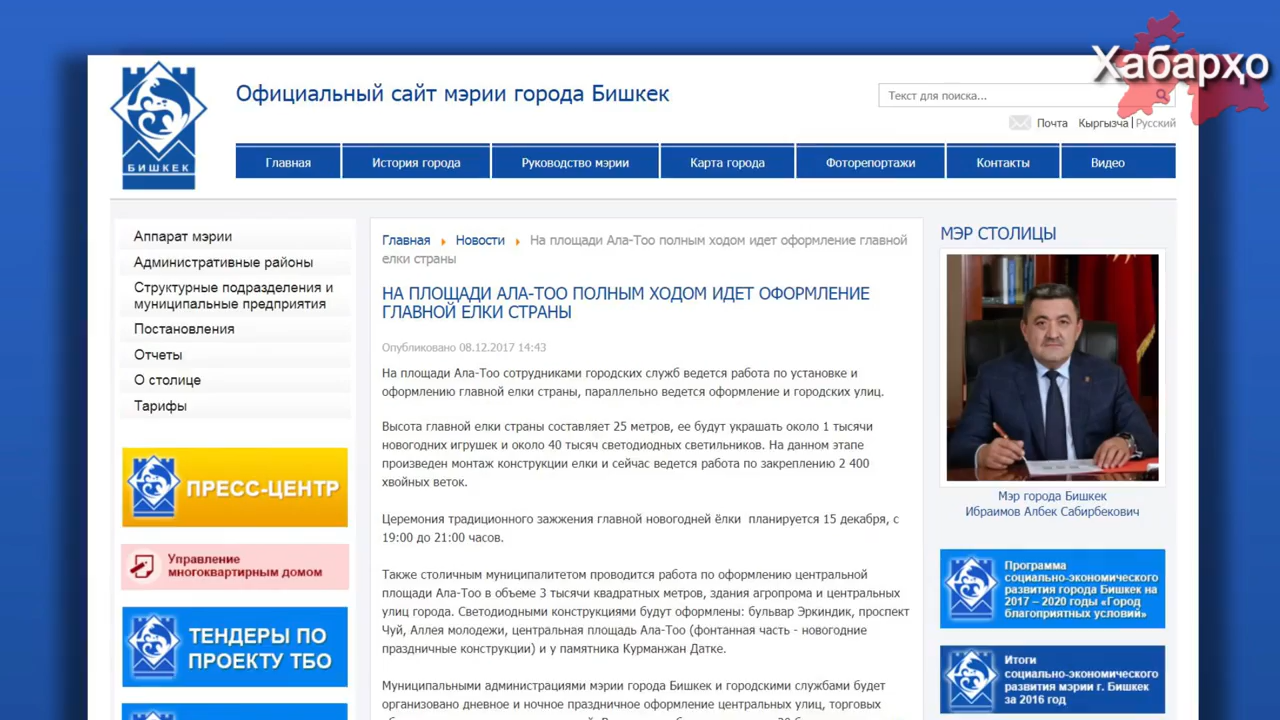 Хабарҳо
БИШКЕК
Официальный сайт мэрии города Бишкек
Текст для поиска...
Почта Кыргызча | Русский
Главная История города Руководство мэрии Карта города Фоторепортажи Контакты Видео
Аппарат мэрии
Административные районы
Структурные подразделения и
муниципальные предприятия
Постановления
Отчеты
О столице
Тарифы
ПРЕСС-ЦЕНТР
Управление
многоквартирным домом
ТЕНДЕРЫ ПО
ПРОЕКТУ ТБО
Главная Новости На площади Ала-Тоо полным ходом идет оформление главной
елки страны
НА ПЛОЩАДИ АЛА-ТОО ПОЛНЫМ ХОДОМ ИДЕТ ОФОРМЛЕНИЕ
ГЛАВНОЙ ЕЛКИ СТРАНЫ
Опубликовано 08.12.2017 14:43
На площади Ала-Тоо сотрудниками городских служб ведется работа по установке и
оформлению главной елки страны, параллельно ведется оформление и городских улиц.
Высота главной елки страны составляет 25 метров, ее будут украшать около 1 тысячи
новогодних игрушек и около 40 тысяч светодиодных светильников. На данном этапе
произведен монтаж конструкции елки и сейчас ведется работа по закреплению 2 400
хвойных веток.
Церемония традиционного зажжения главной новогодней ёлки планируется 15 декабря, с
19:00 до 21:00 часов.
Также столичным муниципалитетом проводится работа по оформлению центральной
площади Ала-Тоо в объеме 3 тысячи квадратных метров, здания агропрома и центральных
улиц города. Светодиодными конструкциями будут оформлены: бульвар Эркиндик, проспект
Чуй, Аллея молодежи, центральная площадь Ала-Тоо (фонтанная часть - новогодние
праздничные конструкции) и у памятника Курманжан Датке.
Муниципальными администрациями мэрии города Бишкек и городскими службами будет
организовано дневное и ночное праздничное оформление центральных улиц, торговых
МЭР СТОЛИЦЫ
Мэр города Бишкек
Ибраимов Албек Сабирбекович
Программа
социально-экономического
развития города Бишкек на
2017 – 2020 годы «Город
благоприятных условий»
Итоги
социально-экономического
развития мэрии г. Бишкек
за 2016 год